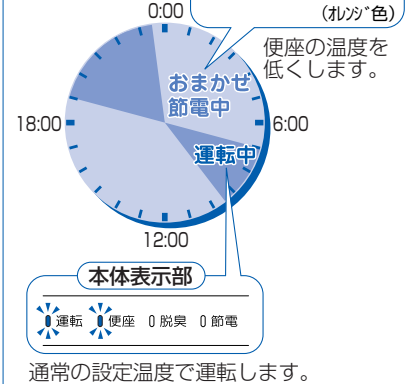 (オレンジ色)
0:00
便座の温度を
低くします。
おまかせ
節電中
18:00
6:00
運転中
12:00
本体表示部
運転 便座 脱臭 節電
通常の設定温度で運転します。